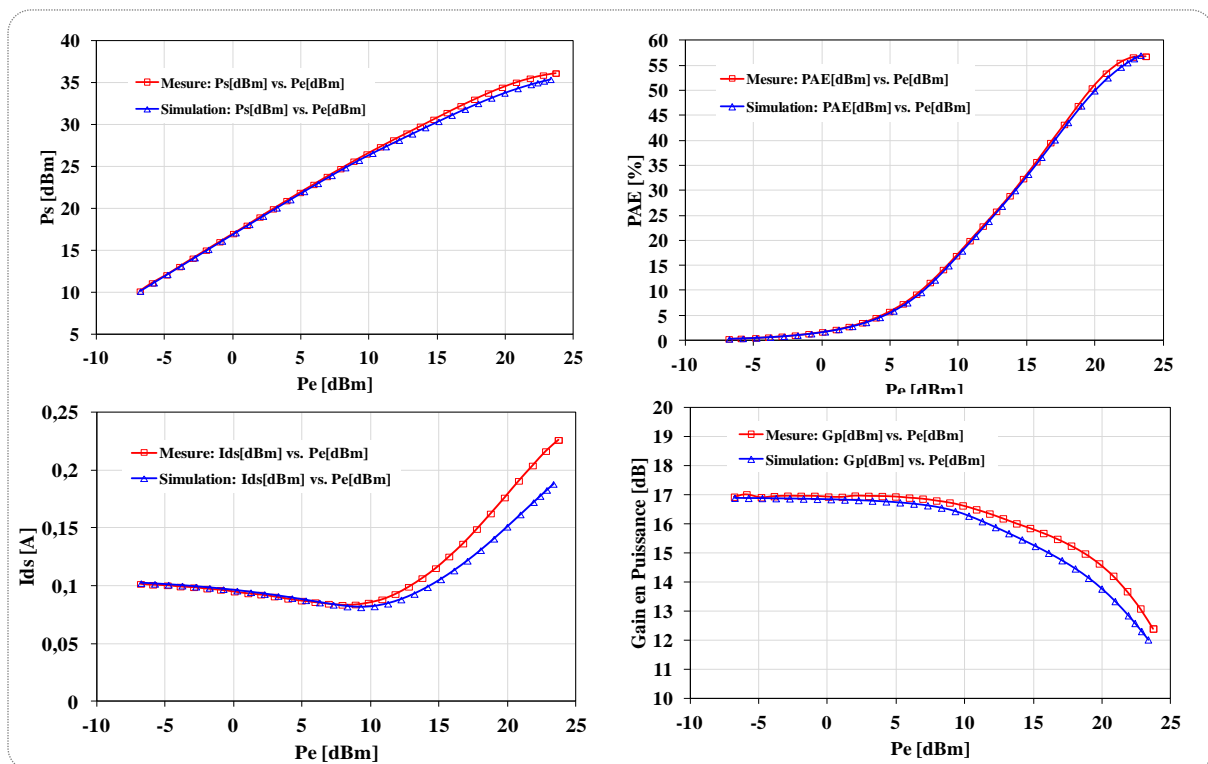 40
35
30
25
20
15
10
5
Ps [dBm]
Mesure: Ps[dBm] vs. Pe[dBm]
Simulation: Ps[dBm] vs. Pe[dBm]
-10 -5 0 5 10 15 20 25
Pe [dBm]
60
55
50
45
40
35
30
25
20
15
10
5
0
PAE [%]
Mesure: PAE[dBm] vs. Pe[dBm]
Simulation: PAE[dBm] vs. Pe[dBm]
-10 -5 0 5 10 15 20 25
Pe [dBm]
0,25
0,2
0,15
0,1
0,05
0
Ids [A]
Mesure: Ids[dBm] vs. Pe[dBm]
Simulation: Ids[dBm] vs. Pe[dBm]
-10 -5 0 5 10 15 20 25
Pe [dBm]
20
19
18
17
16
15
14
13
12
11
10
Gain en Puissance [dB]
Mesure: Gp[dBm] vs. Pe[dBm]
Simulation: Gp[dBm] vs. Pe[dBm]
-10 -5 0 5 10 15 20 25
Pe [dBm]